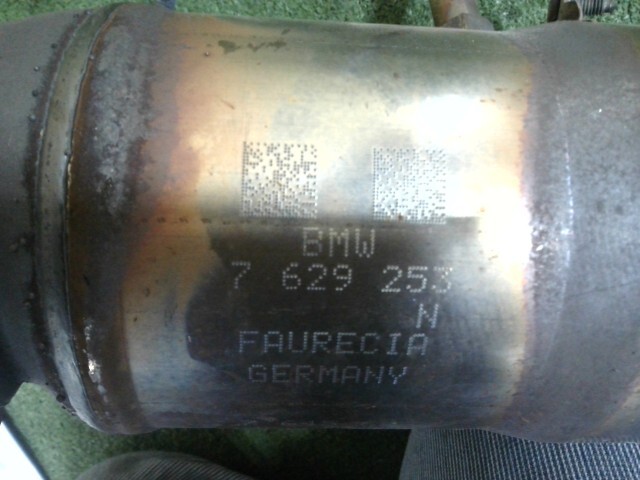 BMW
7 629 253
N
FAURECIA
GERMANY